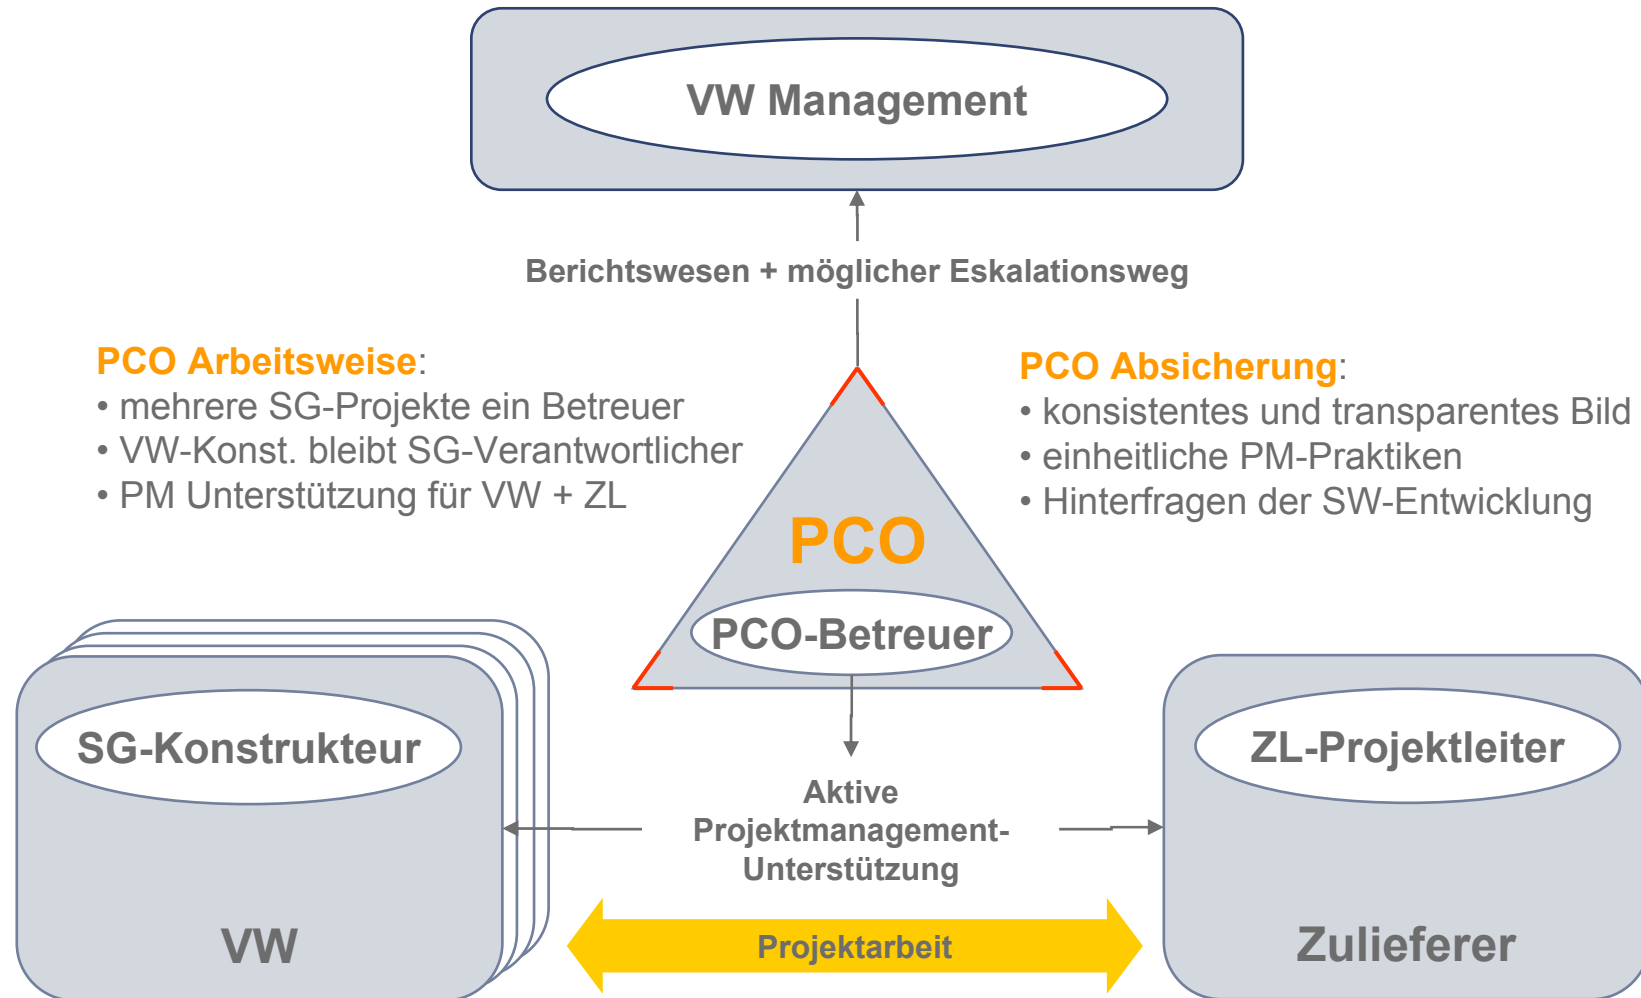 VW Management
Berichtswesen + möglicher Eskalationsweg
PCO Arbeitsweise:
• mehrere SG-Projekte ein Betreuer
• VW-Konst. bleibt SG-Verantwortlicher
• PM Unterstützung für VW + ZL
PCO Absicherung:
• konsistentes und transparentes Bild
• einheitliche PM-Praktiken
• Hinterfragen der SW-Entwicklung
PCO
PCO-Betreuer
SG-Konstrukteur
VW
Aktive
Projektmanagement-
Unterstützung
Projektarbeit
ZL-Projektleiter
Zulieferer